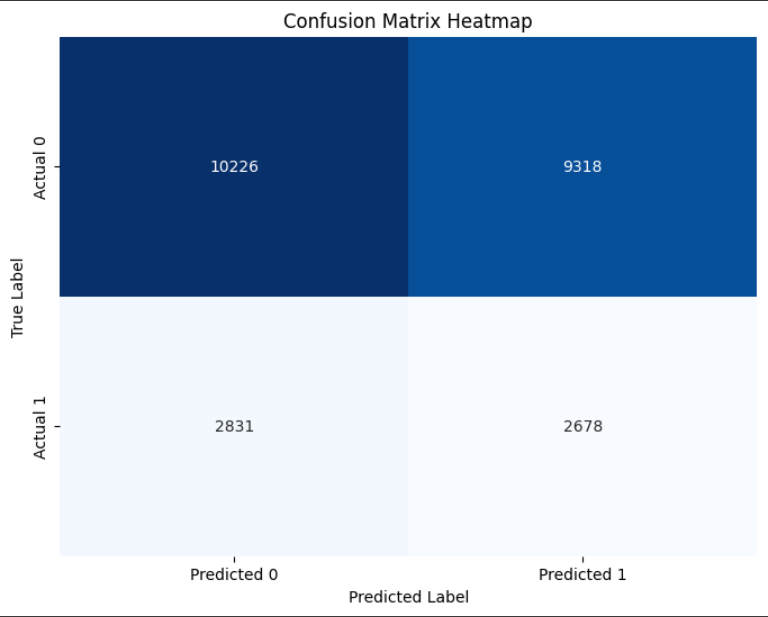 Confusion Matrix Heatmap
True Label
Actual 0
10226
9318
Actual 1
2831
2678
Predicted 0
Predicted 1
Predicted Label